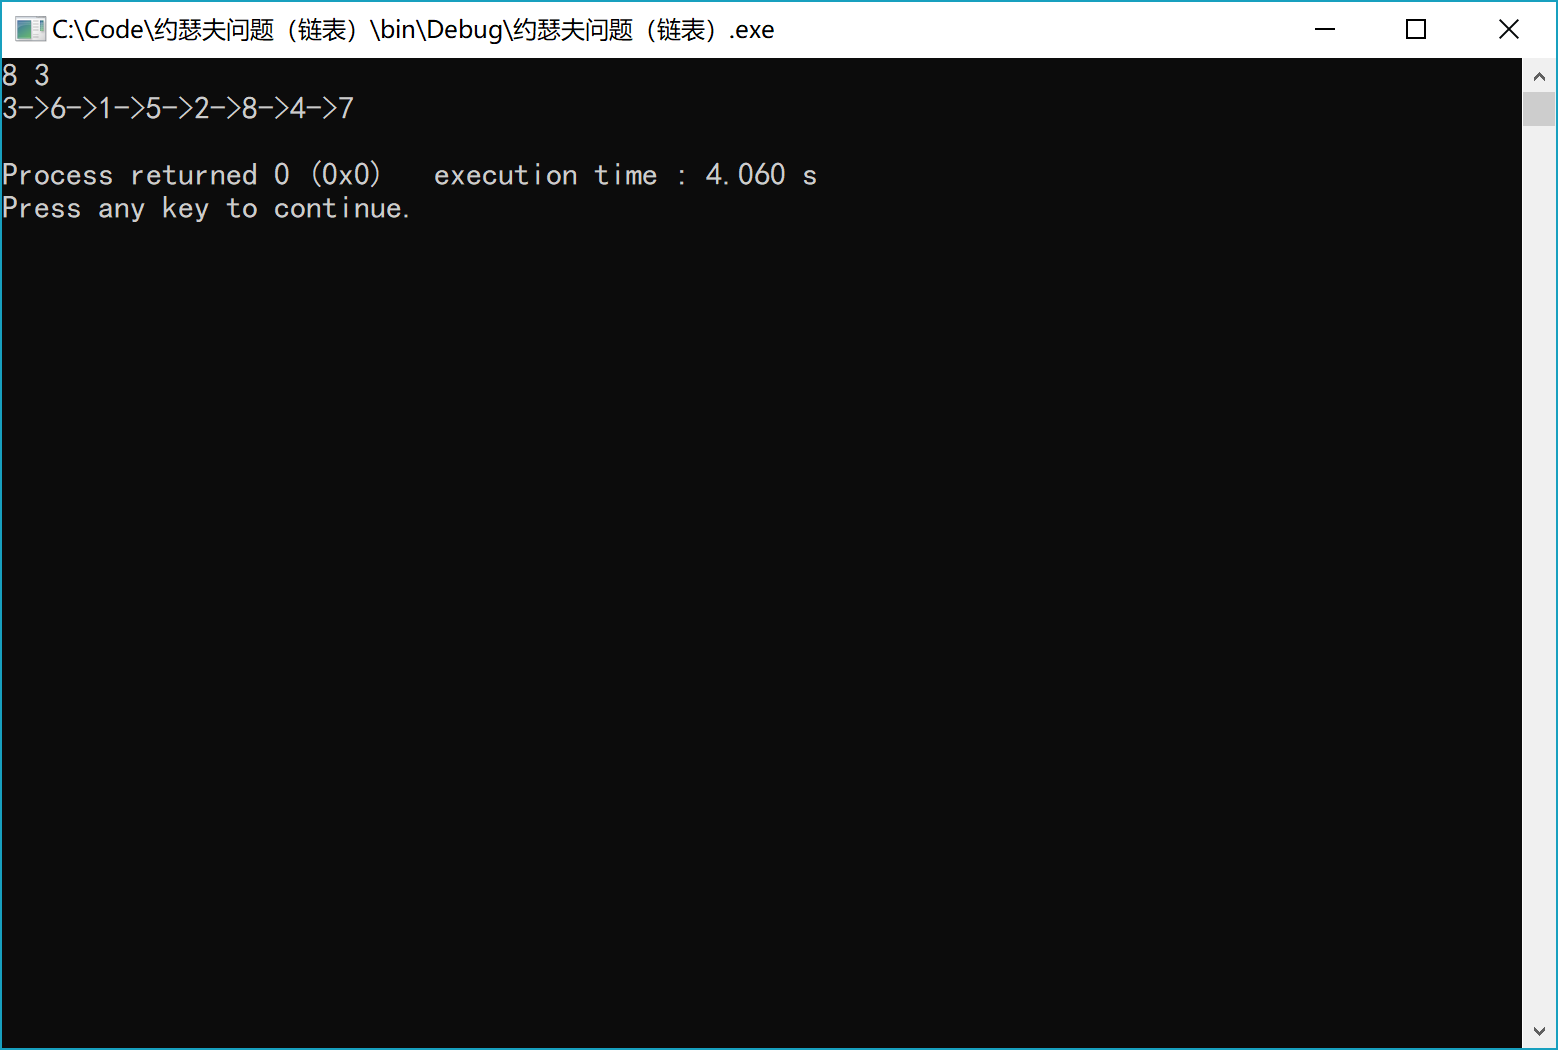 C:\Code\约瑟夫问题（链表）\bin\Debug\约瑟夫问题（链表）.exe
8 3
3->6->1->5->2->8->4->7
Process returned 0 (0x0)   execution time : 4.060 s
Press any key to continue.